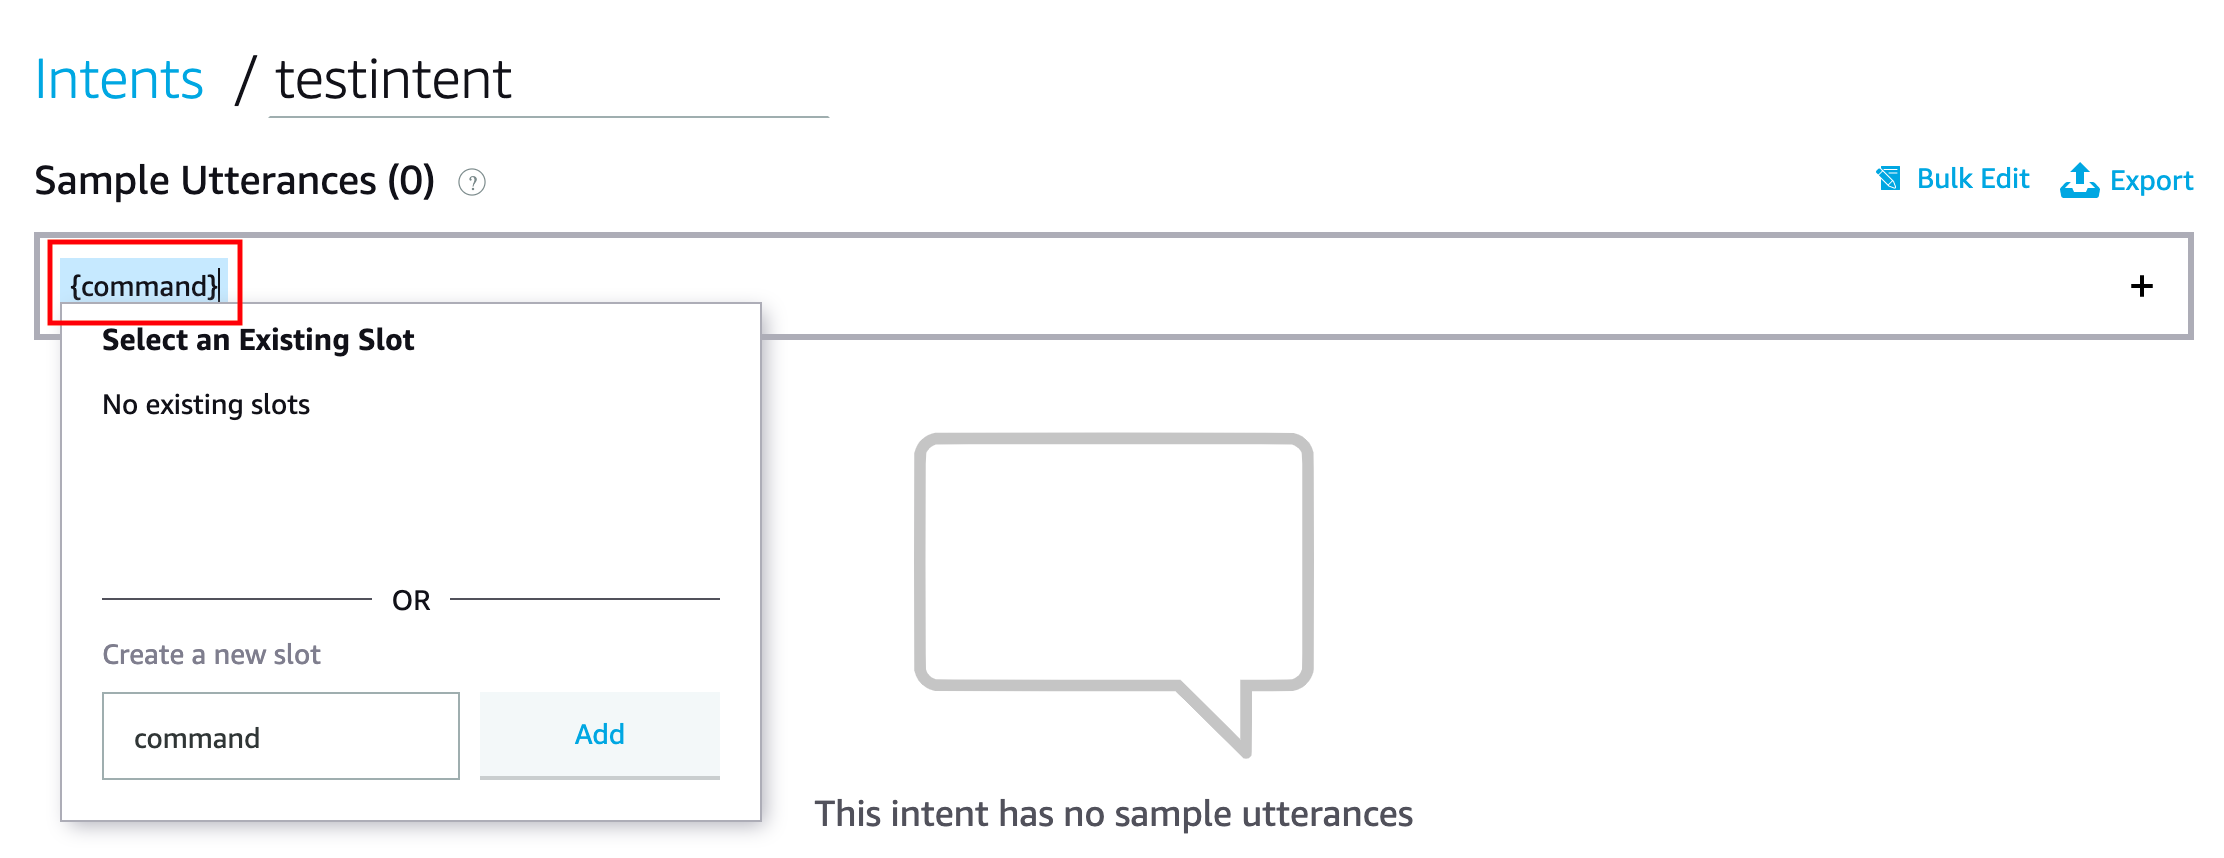 Intents / testintent
Sample Utterances (0) ?
Bulk Edit Export
{command} +
Select an Existing Slot
No existing slots
OR
Create a new slot
command Add
This intent has no sample utterances